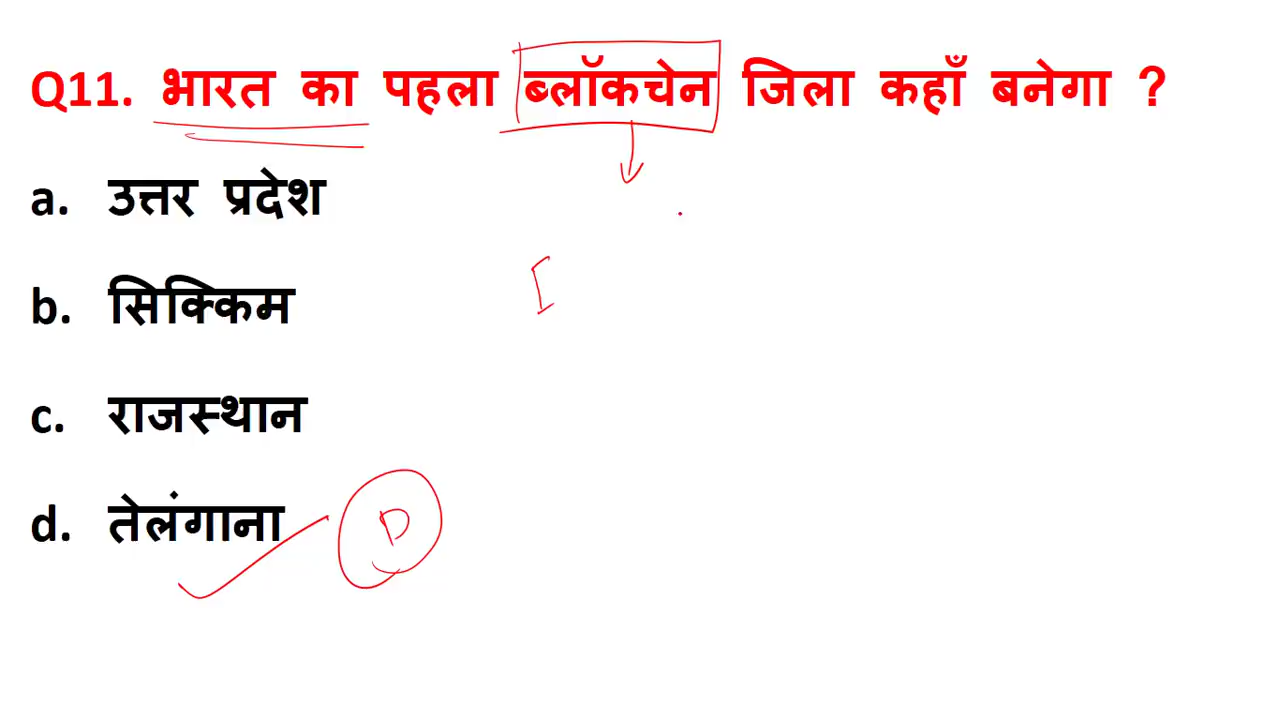 Q11. भारत का पहला ब्लॉकचेन जिला कहाँ बनेगा ?
a. उत्तर प्रदेश
b. सिक्किम
c. राजस्थान
d. तेलंगाना D